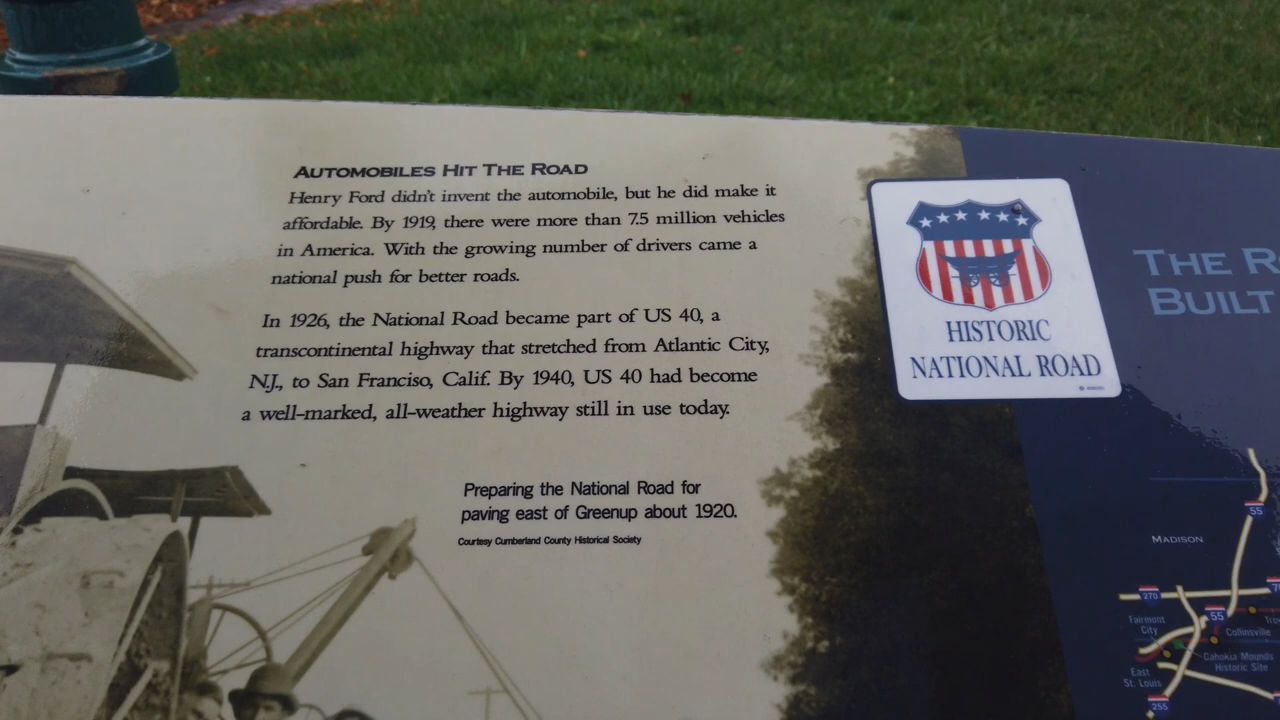 AUTOMOBILES HIT THE ROAD
Henry Ford didn't invent the automobile, but he did make it
affordable. By 1919, there were more than 7.5 million vehicles
in America. With the growing number of drivers came a
national push for better roads.
In 1926, the National Road became part of US 40, a
transcontinental highway that stretched from Atlantic City,
N.J., to San Franciso, Calif. By 1940, US 40 had become
a well-marked, all-weather highway still in use today.
Preparing the National Road for
paving east of Greenup about 1920.
Courtesy Cumberland County Historical Society
HISTORIC
NATIONAL ROAD
THE R
BUILT
55
MADISON
270
55
Fairmont
City
Collinsville
Cahokia Mounds
Historic Site
East
St. Louis
255